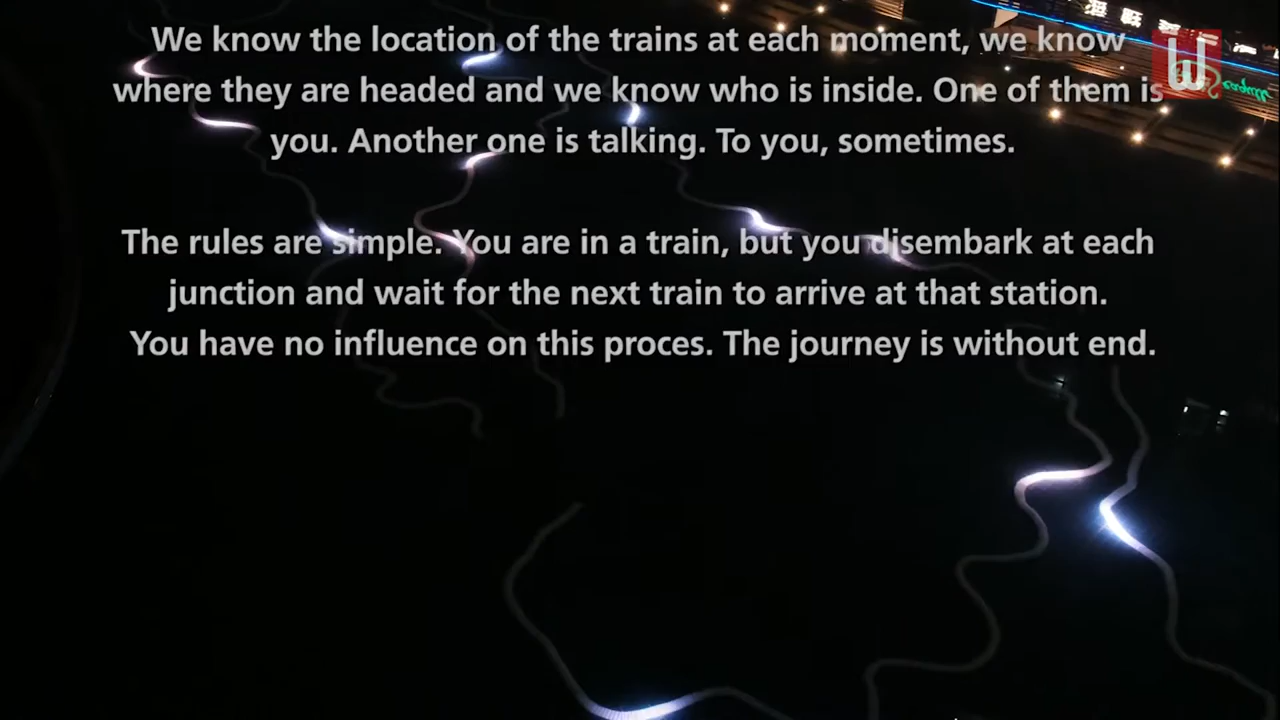 We know the location of the trains at each moment, we know
where they are headed and we know who is inside. One of them is
you. Another one is talking. To you, sometimes.
The rules are simple. You are in a train, but you disembark at each
junction and wait for the next train to arrive at that station.
You have no influence on this proces. The journey is without end.